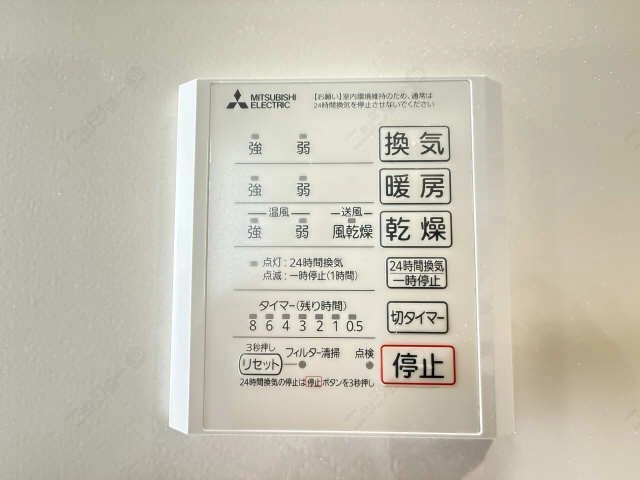 MITSUBISHI
ELECTRIC
【お願い】室内環境維持のため、通常は
24時間換気を停止させないでください
強 弱 換気
強 弱 暖房
温風 送風
強 弱 風乾燥 乾燥
点灯:24時間換気
点滅:一時停止(1時間)
24時間換気
一時停止
タイマー(残り時間)
8 6 4 3 2 1 0.5
切タイマー
3秒押し
リセット フィルター清掃 点検
停止
24時間換気の停止は停止ボタンを3秒押し